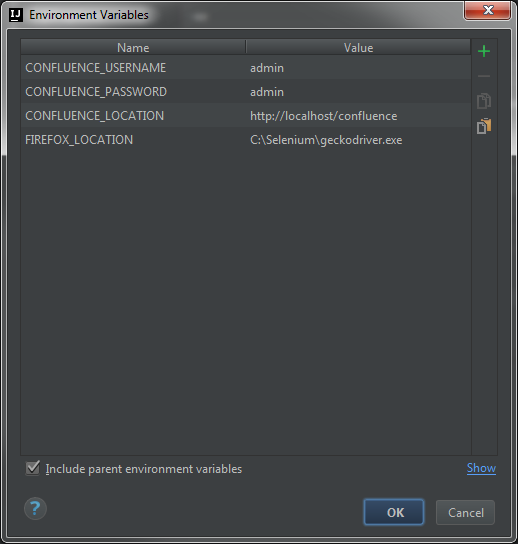 IJ Environment Variables
Name Value
CONFLUENCE_USERNAME admin
CONFLUENCE_PASSWORD admin
CONFLUENCE_LOCATION http://localhost/confluence
FIREFOX_LOCATION C:\Selenium\geckodriver.exe
Include parent environment variables Show
? OK Cancel